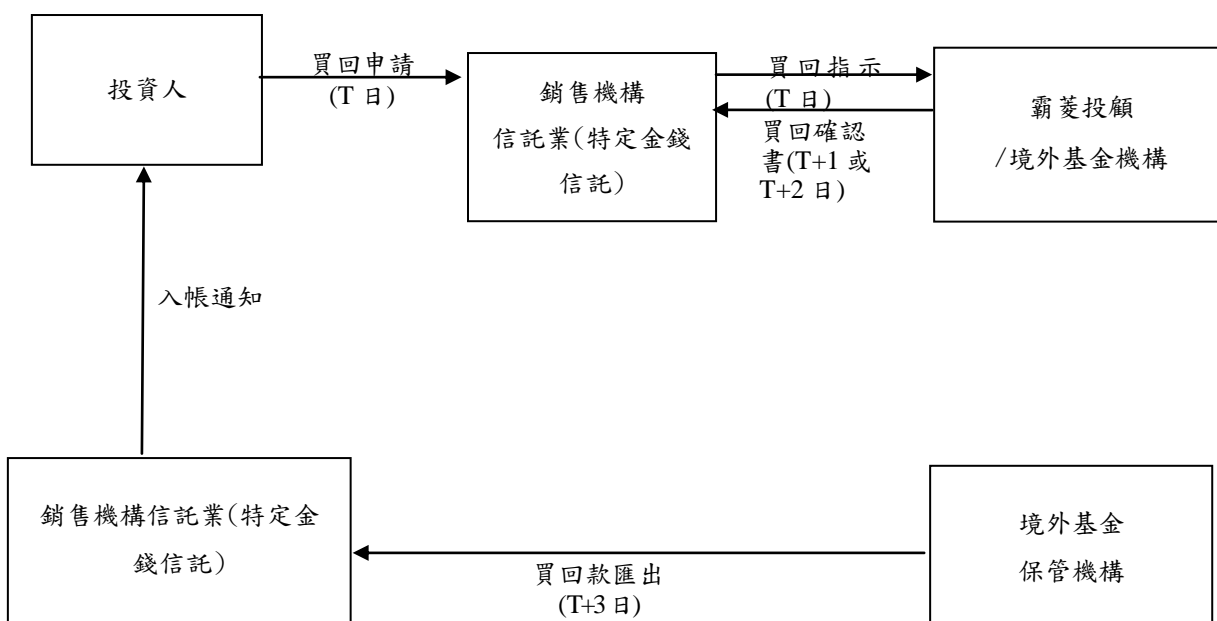 投資人
買回申請
(T 日)
銷售機構
信託業(特定金錢
信託)
買回指示
(T 日)
買回確認
書(T+1 或
T+2 日)
霸菱投顧
/境外基金機構
入帳通知
銷售機構信託業(特定金
錢信託)
買回款匯出
(T+3 日)
境外基金
保管機構